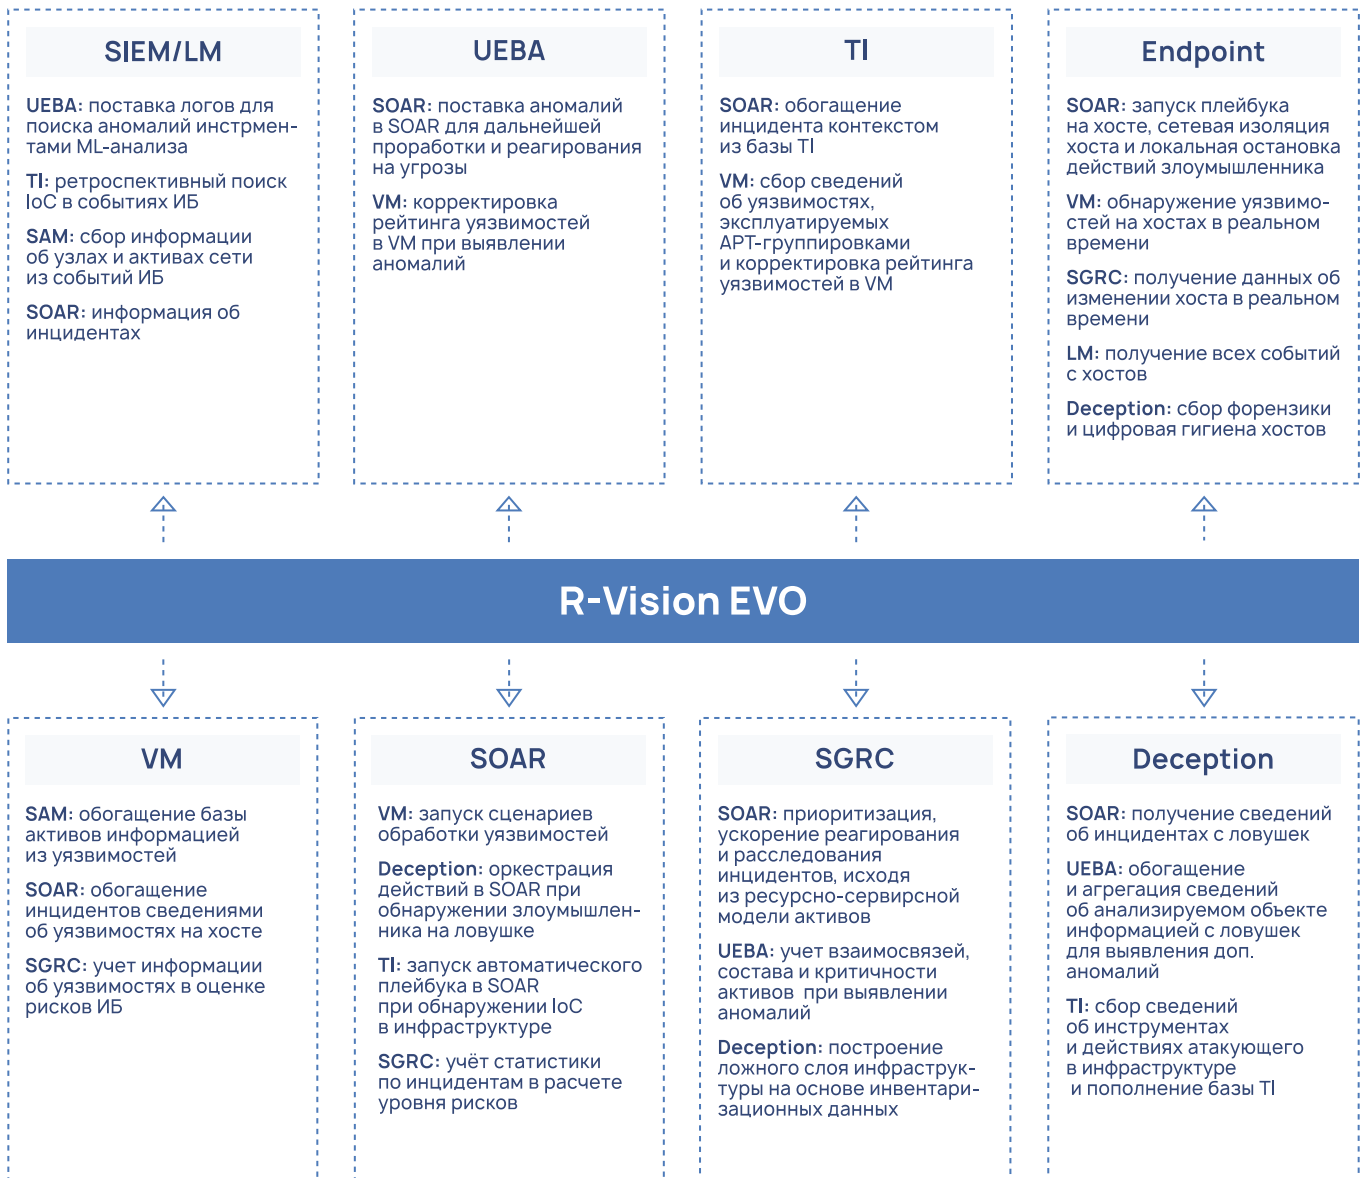 SIEM/LM
UEBA: поставка логов для
поиска аномалий инстрмен-
тами ML-анализа
TI: ретроспективный поиск
IoC в событиях ИБ
SAM: сбор информации
об узлах и активах сети
из событий ИБ
SOAR: информация об
инцидентах
UEBA
SOAR: поставка аномалий
в SOAR для дальнейшей
проработки и реагирования
на угрозы
VM: корректировка
рейтинга уязвимостей
в VM при выявлении
аномалий
TI
SOAR: обогащение
инцидента контекстом
из базы TI
VM: сбор сведений
об уязвимостях,
эксплуатируемых
APT-группировками
и корректировка рейтинга
уязвимостей в VM
Endpoint
SOAR: запуск плейбука
на хосте, сетевая изоляция
хоста и локальная остановка
действий злоумышленника
VM: обнаружение уязвимо-
стей на хостах в реальном
времени
SGRC: получение данных об
изменении хоста в реальном
времени
LM: получение всех событий
с хостов
Deception: сбор форензики
и цифровая гигиена хостов
R-Vision EVO
VM
SAM: обогащение базы
активов информацией
из уязвимостей
SOAR: обогащение
инцидентов сведениями
об уязвимостях на хосте
SGRC: учет информации
об уязвимостях в оценке
рисков ИБ
SOAR
VM: запуск сценариев
обработки уязвимостей
Deception: оркестрация
действий в SOAR при
обнаружении злоумышлен-
ника на ловушке
TI: запуск автоматического
плейбука в SOAR
при обнаружении IoC
в инфраструктуре
SGRC: учёт статистики
по инцидентам в расчете
уровня рисков
SGRC
SOAR: приоритизация,
ускорение реагирования
и расследования
инцидентов, исходя
из ресурсно-сервирсной
модели активов
UEBA: учет взаимосвязей,
состава и критичности
активов при выявлении
аномалий
Deception: построение
ложного слоя инфраструк-
туры на основе инвентари-
зационных данных
Deception
SOAR: получение сведений
об инцидентах с ловушек
UEBA: обогащение
и агрегация сведений
об анализируемом объекте
информацией с ловушек
для выявления доп.
аномалий
TI: сбор сведений
об инструментах
и действиях атакующего
в инфраструктуре
и пополнение базы TI